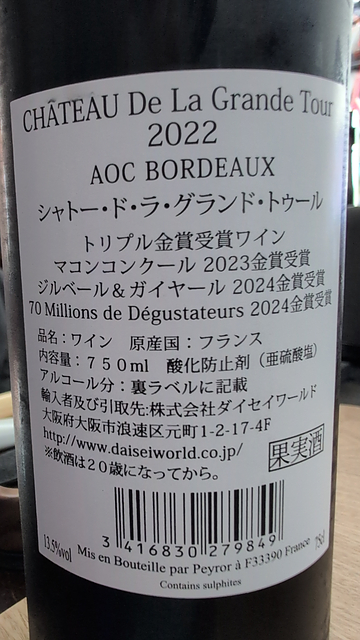 CHÂTEAU De La Grande Tour
2022
AOC BORDEAUX
シャトー・ド・ラ・グランド・トゥール
トリプル金賞受賞ワイン
マコンコンクール 2023金賞受賞
ジルベール＆ガイヤール 2024金賞受賞
70 Millions de Dégustateurs 2024金賞受賞
品名：ワイン 原産国：フランス
内容量：７５０ml 酸化防止剤（亜硫酸塩）
アルコール分：裏ラベルに記載
輸入者及び引取先:株式会社ダイセイワールド
大阪府大阪市浪速区元町1-2-17-4F
http://www.daiseiworld.co.jp/
果実酒
※飲酒は２０歳になってから。
3 416830 279849
13.5%vol
Mis en Bouteille par Peyror à F33390 France
75cl
Contains sulphites